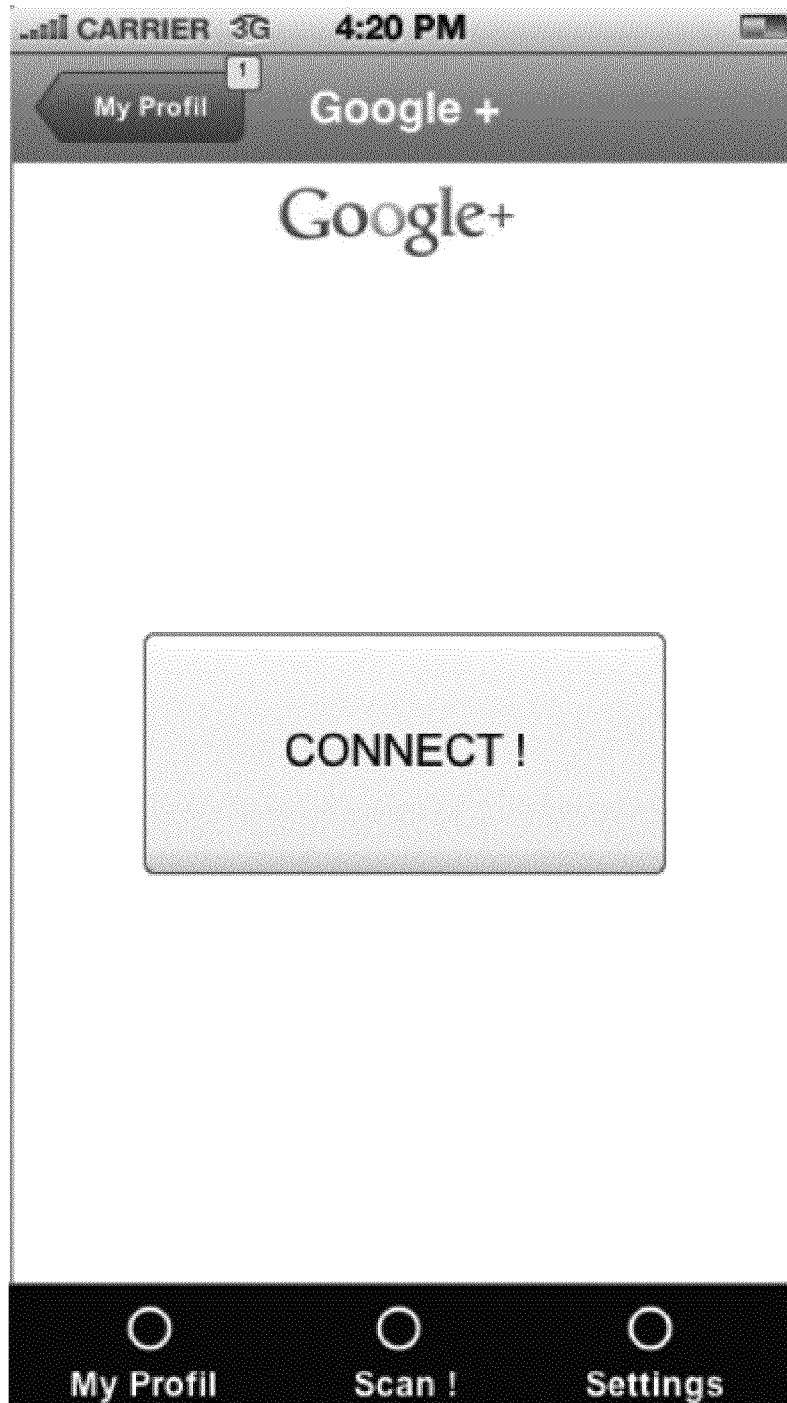 CARRIER 3G 4:20 PM
1
My Profil Google +
Google+
CONNECT !
My Profil Scan ! Settings